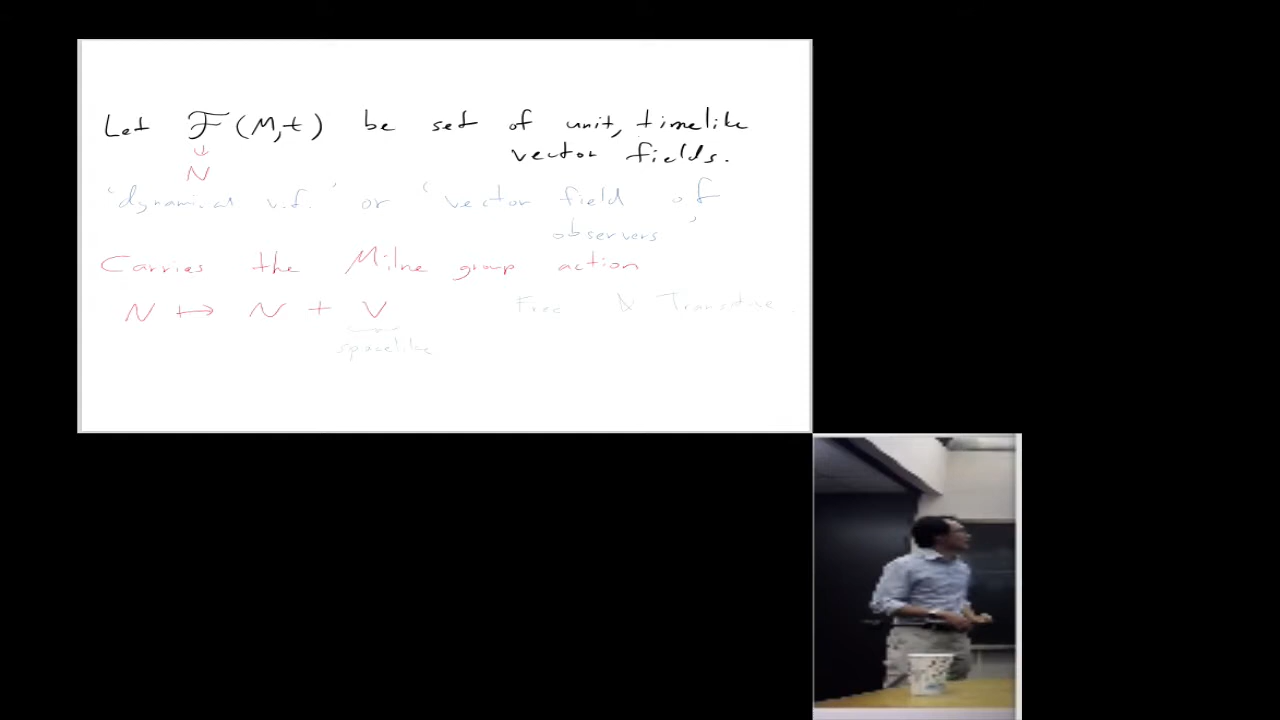 Let ℱ(M,t) be set of unit, timelike
vector fields.
↓
N
'dynamical v.f.' or 'vector field of
observers'
Carries the Milne group action
N ↦ N + V Free & Transitive.
spacelike